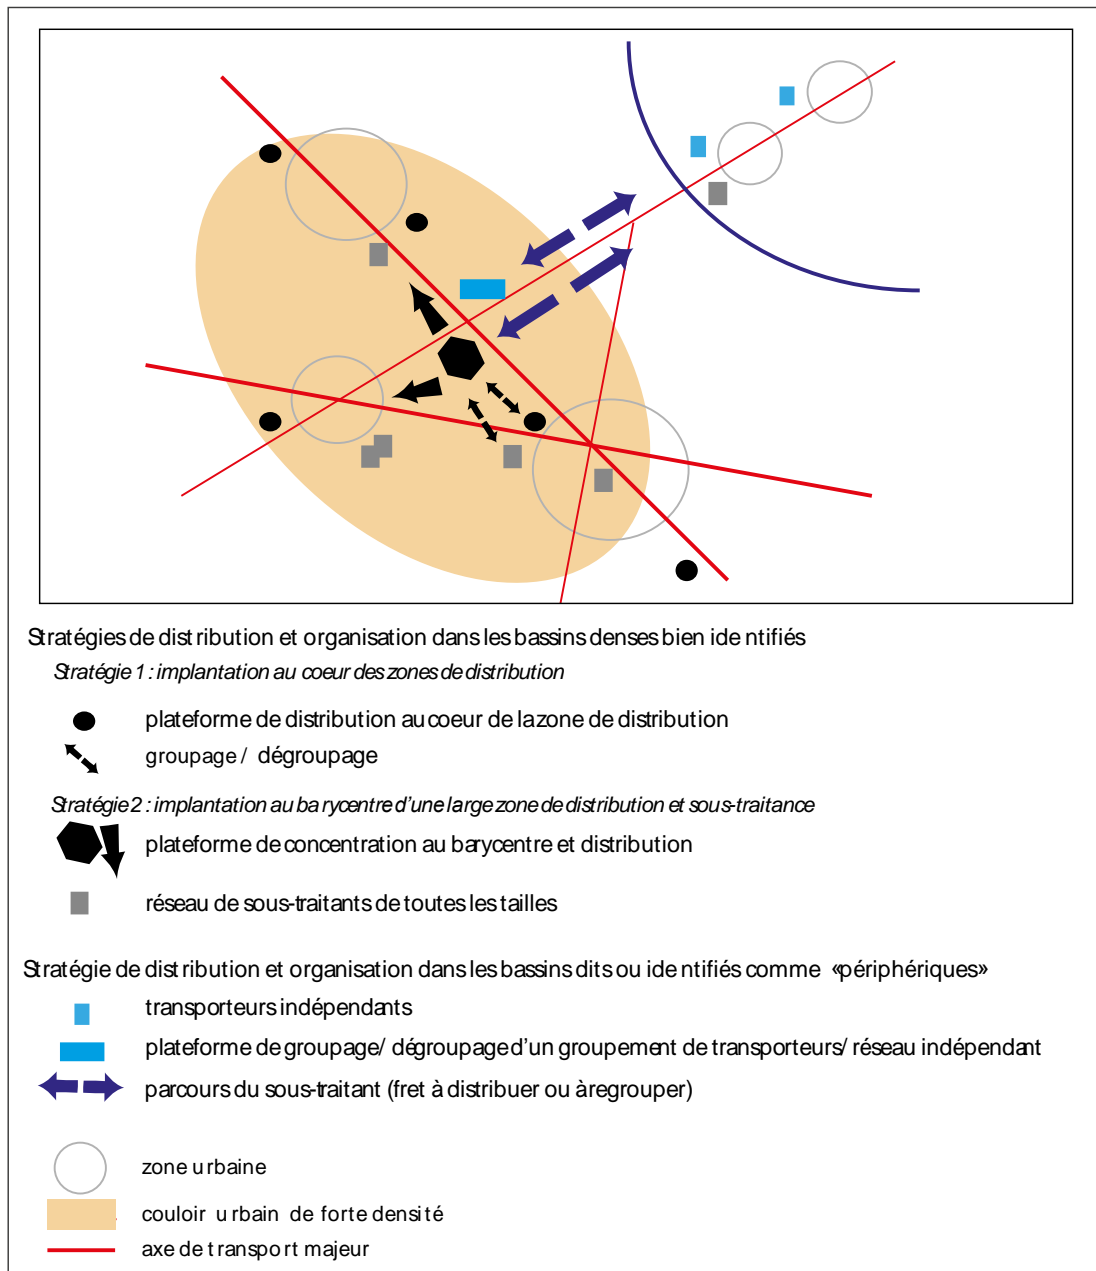 Stratégies de distribution et organisation dans les bassins denses bien identifiés
Stratégie 1 : implantation au coeur des zones de distribution
plateforme de distribution au coeur de la zone de distribution
groupage / dégroupage
Stratégie 2 : implantation au barycentre d'une large zone de distribution et sous-traitance
plateforme de concentration au barycentre et distribution
réseau de sous-traitants de toutes les tailles
Stratégie de distribution et organisation dans les bassins dits ou identifiés comme «périphériques»
transporteurs indépendants
plateforme de groupage/ dégroupage d'un groupement de transporteurs/ réseau indépendant
parcours du sous-traitant (fret à distribuer ou à regrouper)
zone urbaine
couloir urbain de forte densité
axe de transport majeur